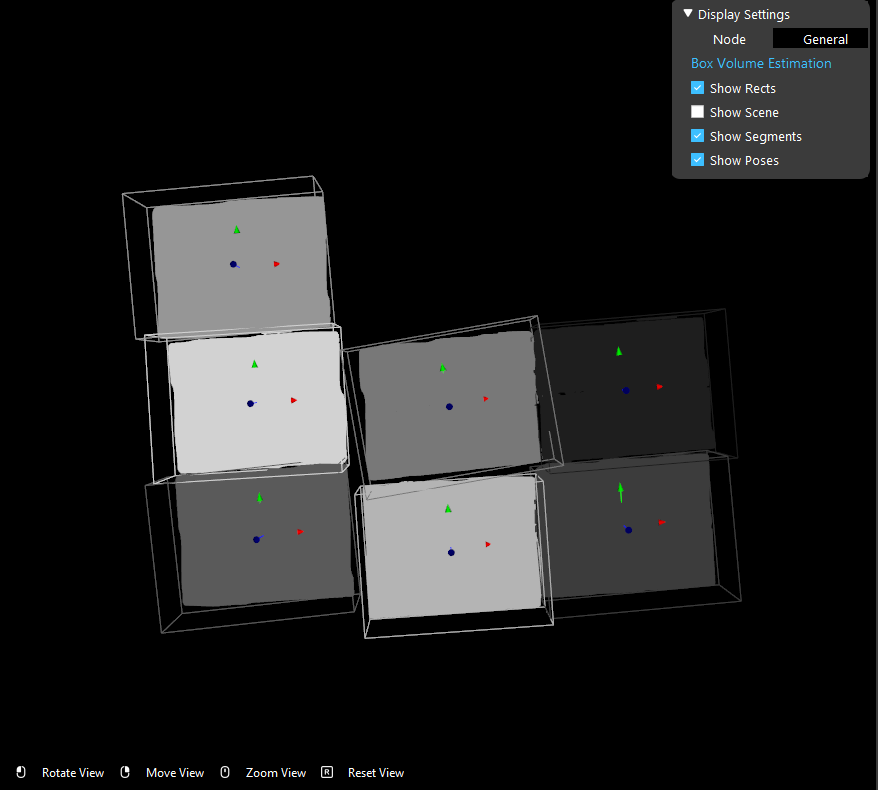 Display Settings
Node General
Box Volume Estimation
Show Rects
Show Scene
Show Segments
Show Poses
Rotate View Move View Zoom View R Reset View